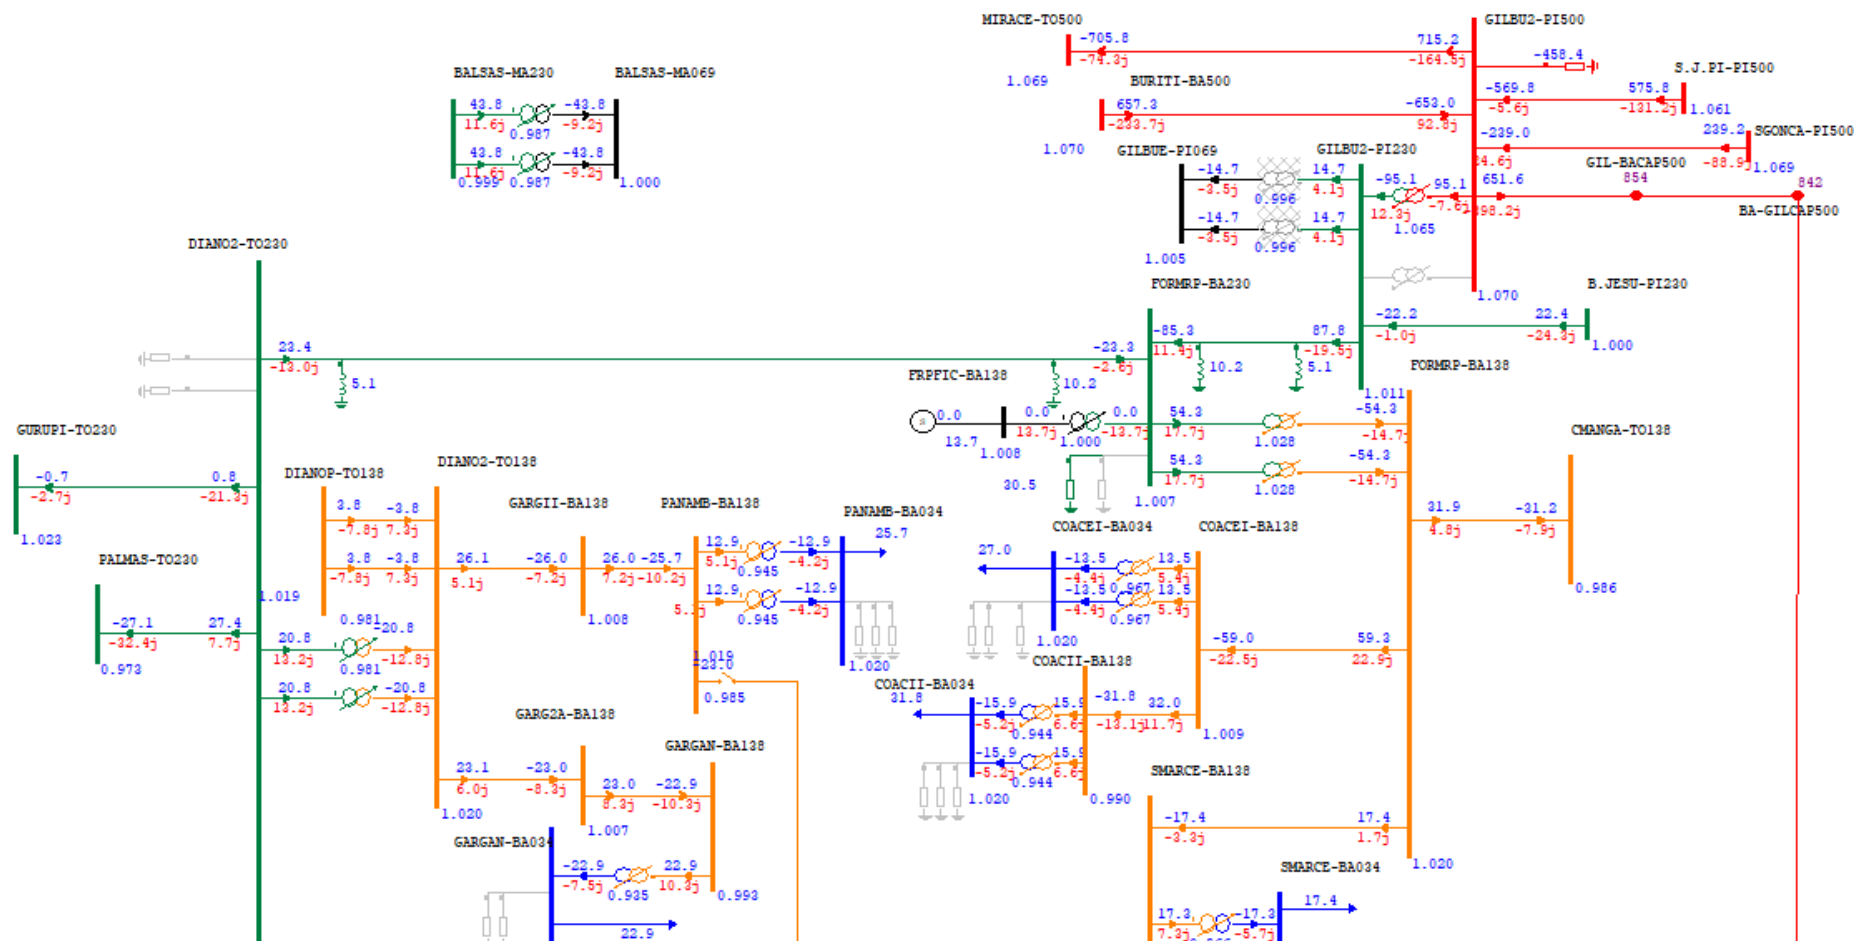 MIRACE-TO500
GILBU2-PI500
-705.8
715.2
-74.3j
-164.5j
-458.4
S.J.PI-PI500
BALSAS-MA230
BALSAS-MA069
1.069
BURITI-BA500
-569.8
575.8
-5.6j
-131.2j
1.061
43.8
-43.8
11.6j
-9.2j
0.987
657.3
-653.0
-233.7j
92.8j
SGONCA-PI500
-239.0
239.2
-88.9j
1.069
43.8
-43.8
11.6j
-9.2j
0.999
0.987
1.000
1.070
GILBUE-PI069
GILBU2-PI230
GIL-BACAP500
854
842
BA-GILCAP500
-14.7
14.7
-3.5j
4.1j
0.996
-95.1
95.1
12.3j
-7.6j
1.065
651.6
-14.7
14.7
-3.5j
4.1j
0.996
1.005
1.070
DIANO2-TO230
FORMRP-BA230
B.JESU-PI230
-22.2
22.4
-1.0j
-24.3j
1.000
23.4
-23.3
-13.0j
-2.6j
5.1
10.2
-85.3
87.8
11.4j
-19.5j
10.2
5.1
1.011
FORMRP-BA138
FRPFIC-BA138
0.0
13.7
0.0
0.0
13.7j
-13.7j
1.000
1.008
54.3
-54.3
17.7j
-14.7
1.028
54.3
-54.3
17.7j
-14.7j
1.028
30.5
1.007
GURUPI-TO230
-0.7
0.8
-2.7j
-21.3j
1.023
CMANGA-TO138
31.9
-31.2
4.8j
-7.9j
0.986
DIANOP-TO138
DIANO2-TO138
3.8
-3.8
-7.8j
7.3j
3.8
-3.8
-7.8j
7.3j
GARGII-BA138
PANAMB-BA138
PANAMB-BA034
26.1
-26.0
5.1j
-7.2j
26.0
-25.7
7.2j
-10.2j
1.008
12.9
-12.9
5.1j
-4.2j
0.945
25.7
12.9
-12.9
-4.2j
0.945
1.020
1.019
-23.0
0.985
COACEI-BA034
COACEI-BA138
27.0
-13.5
13.5
-4.4j
5.4j
0.967
-13.5
13.5
-4.4j
5.4j
0.967
1.020
-59.0
59.3
-22.5j
22.9j
PALMAS-TO230
-27.1
27.4
-32.4j
7.7j
0.973
1.019
0.981
20.8
-20.8
13.2j
-12.8j
0.981
20.8
-20.8
13.2j
-12.8j
COACII-BA138
COACII-BA034
31.8
-15.9
15.9
-5.2j
6.6j
0.944
-15.9
15.9
-5.2j
6.6j
0.944
-31.8
32.0
-13.1j
11.7j
1.009
1.020
0.990
GARG2A-BA138
GARGAN-BA138
23.1
-23.0
6.0j
-8.3j
23.0
-22.9
8.3j
-10.3j
1.020
1.007
SMARCE-BA138
-17.4
17.4
-3.3j
1.7j
1.020
GARGAN-BA034
-22.9
22.9
-7.5j
10.3j
0.935
0.993
22.9
SMARCE-BA034
17.3
-17.3
7.3j
-5.7j
17.4